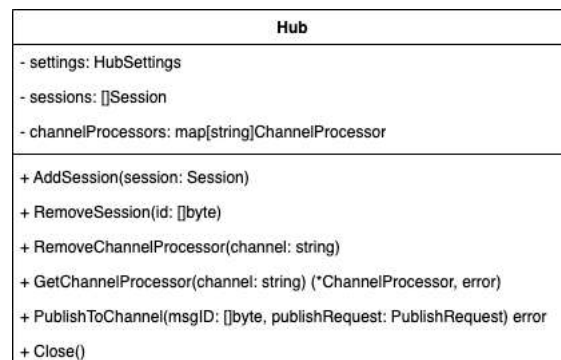 Hub
- settings: HubSettings
- sessions: []Session
- channelProcessors: map[string]ChannelProcessor
+ AddSession(session: Session)
+ RemoveSession(id: []byte)
+ RemoveChannelProcessor(channel: string)
+ GetChannelProcessor(channel: string) (*ChannelProcessor, error)
+ PublishToChannel(msgID: []byte, publishRequest: PublishRequest) error
+ Close()